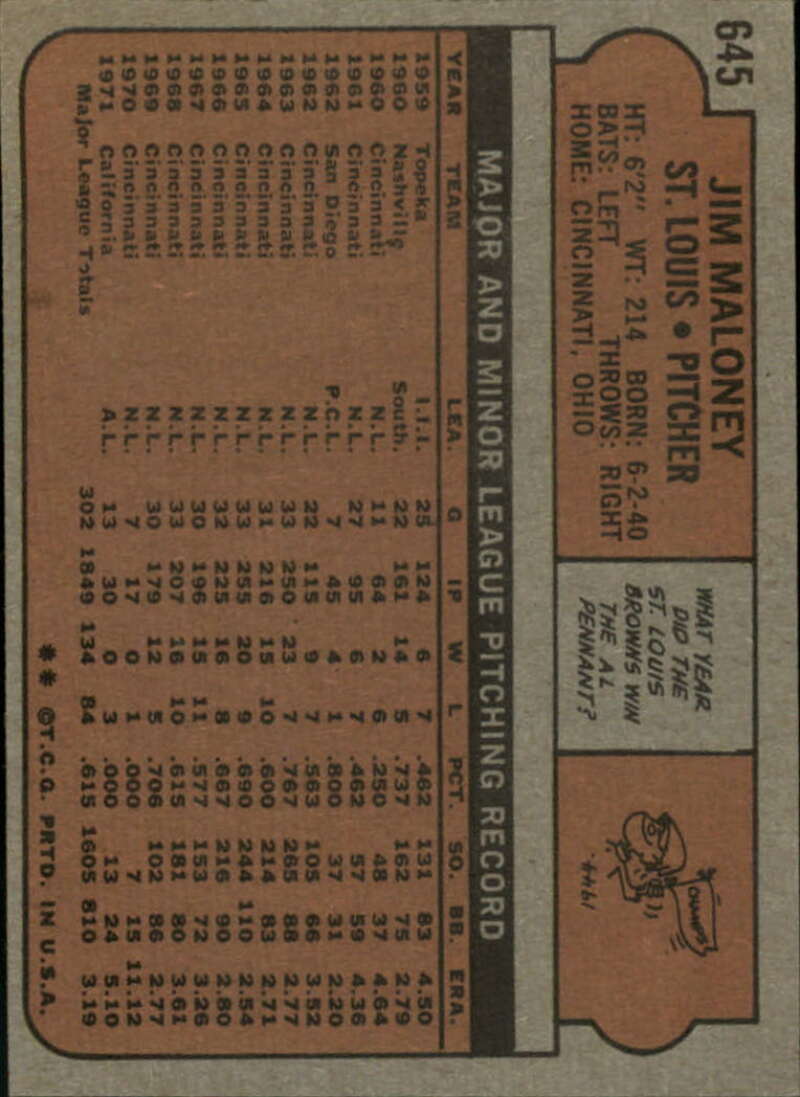 645
JIM MALONEY
ST. LOUIS • PITCHER
HT: 6'2" WT: 214 BORN: 6-2-40
BATS: LEFT THROWS: RIGHT
HOME: CINCINNATI, OHIO
WHAT YEAR
DID THE
ST. LOUIS
BROWNS WIN
THE AL
PENNANT?
CHAMPS
1944.
MAJOR AND MINOR LEAGUE PITCHING RECORD
YEAR TEAM LEA. G IP W L PCT. SO. BB. ERA.
1959 Topeka I.I.I. 25 124 6 7 .462 131 83 4.50
1960 Nashville South. 22 161 14 5 .737 162 75 2.79
1960 Cincinnati N.L. 11 64 2 6 .250 48 37 4.64
1961 Cincinnati N.L. 27 95 6 7 .462 57 59 4.36
1962 San Diego P.C.L. 7 45 4 1 .800 37 31 2.20
1962 Cincinnati N.L. 22 115 9 7 .563 105 66 3.52
1963 Cincinnati N.L. 33 250 23 7 .767 265 88 2.77
1964 Cincinnati N.L. 31 216 15 10 .600 214 83 2.71
1965 Cincinnati N.L. 33 255 20 9 .690 244 110 2.54
1966 Cincinnati N.L. 32 225 16 8 .667 216 90 2.80
1967 Cincinnati N.L. 30 196 15 11 .577 153 72 3.26
1968 Cincinnati N.L. 33 207 16 10 .615 181 80 3.61
1969 Cincinnati N.L. 30 179 12 5 .706 102 86 2.77
1970 Cincinnati N.L. 7 17 0 1 .000 7 15 11.12
1971 California A.L. 13 30 0 3 .000 13 24 5.10
Major League Totals 302 1849 134 84 .615 1605 810 3.19
** ©T.C.G. PRTD. IN U.S.A.